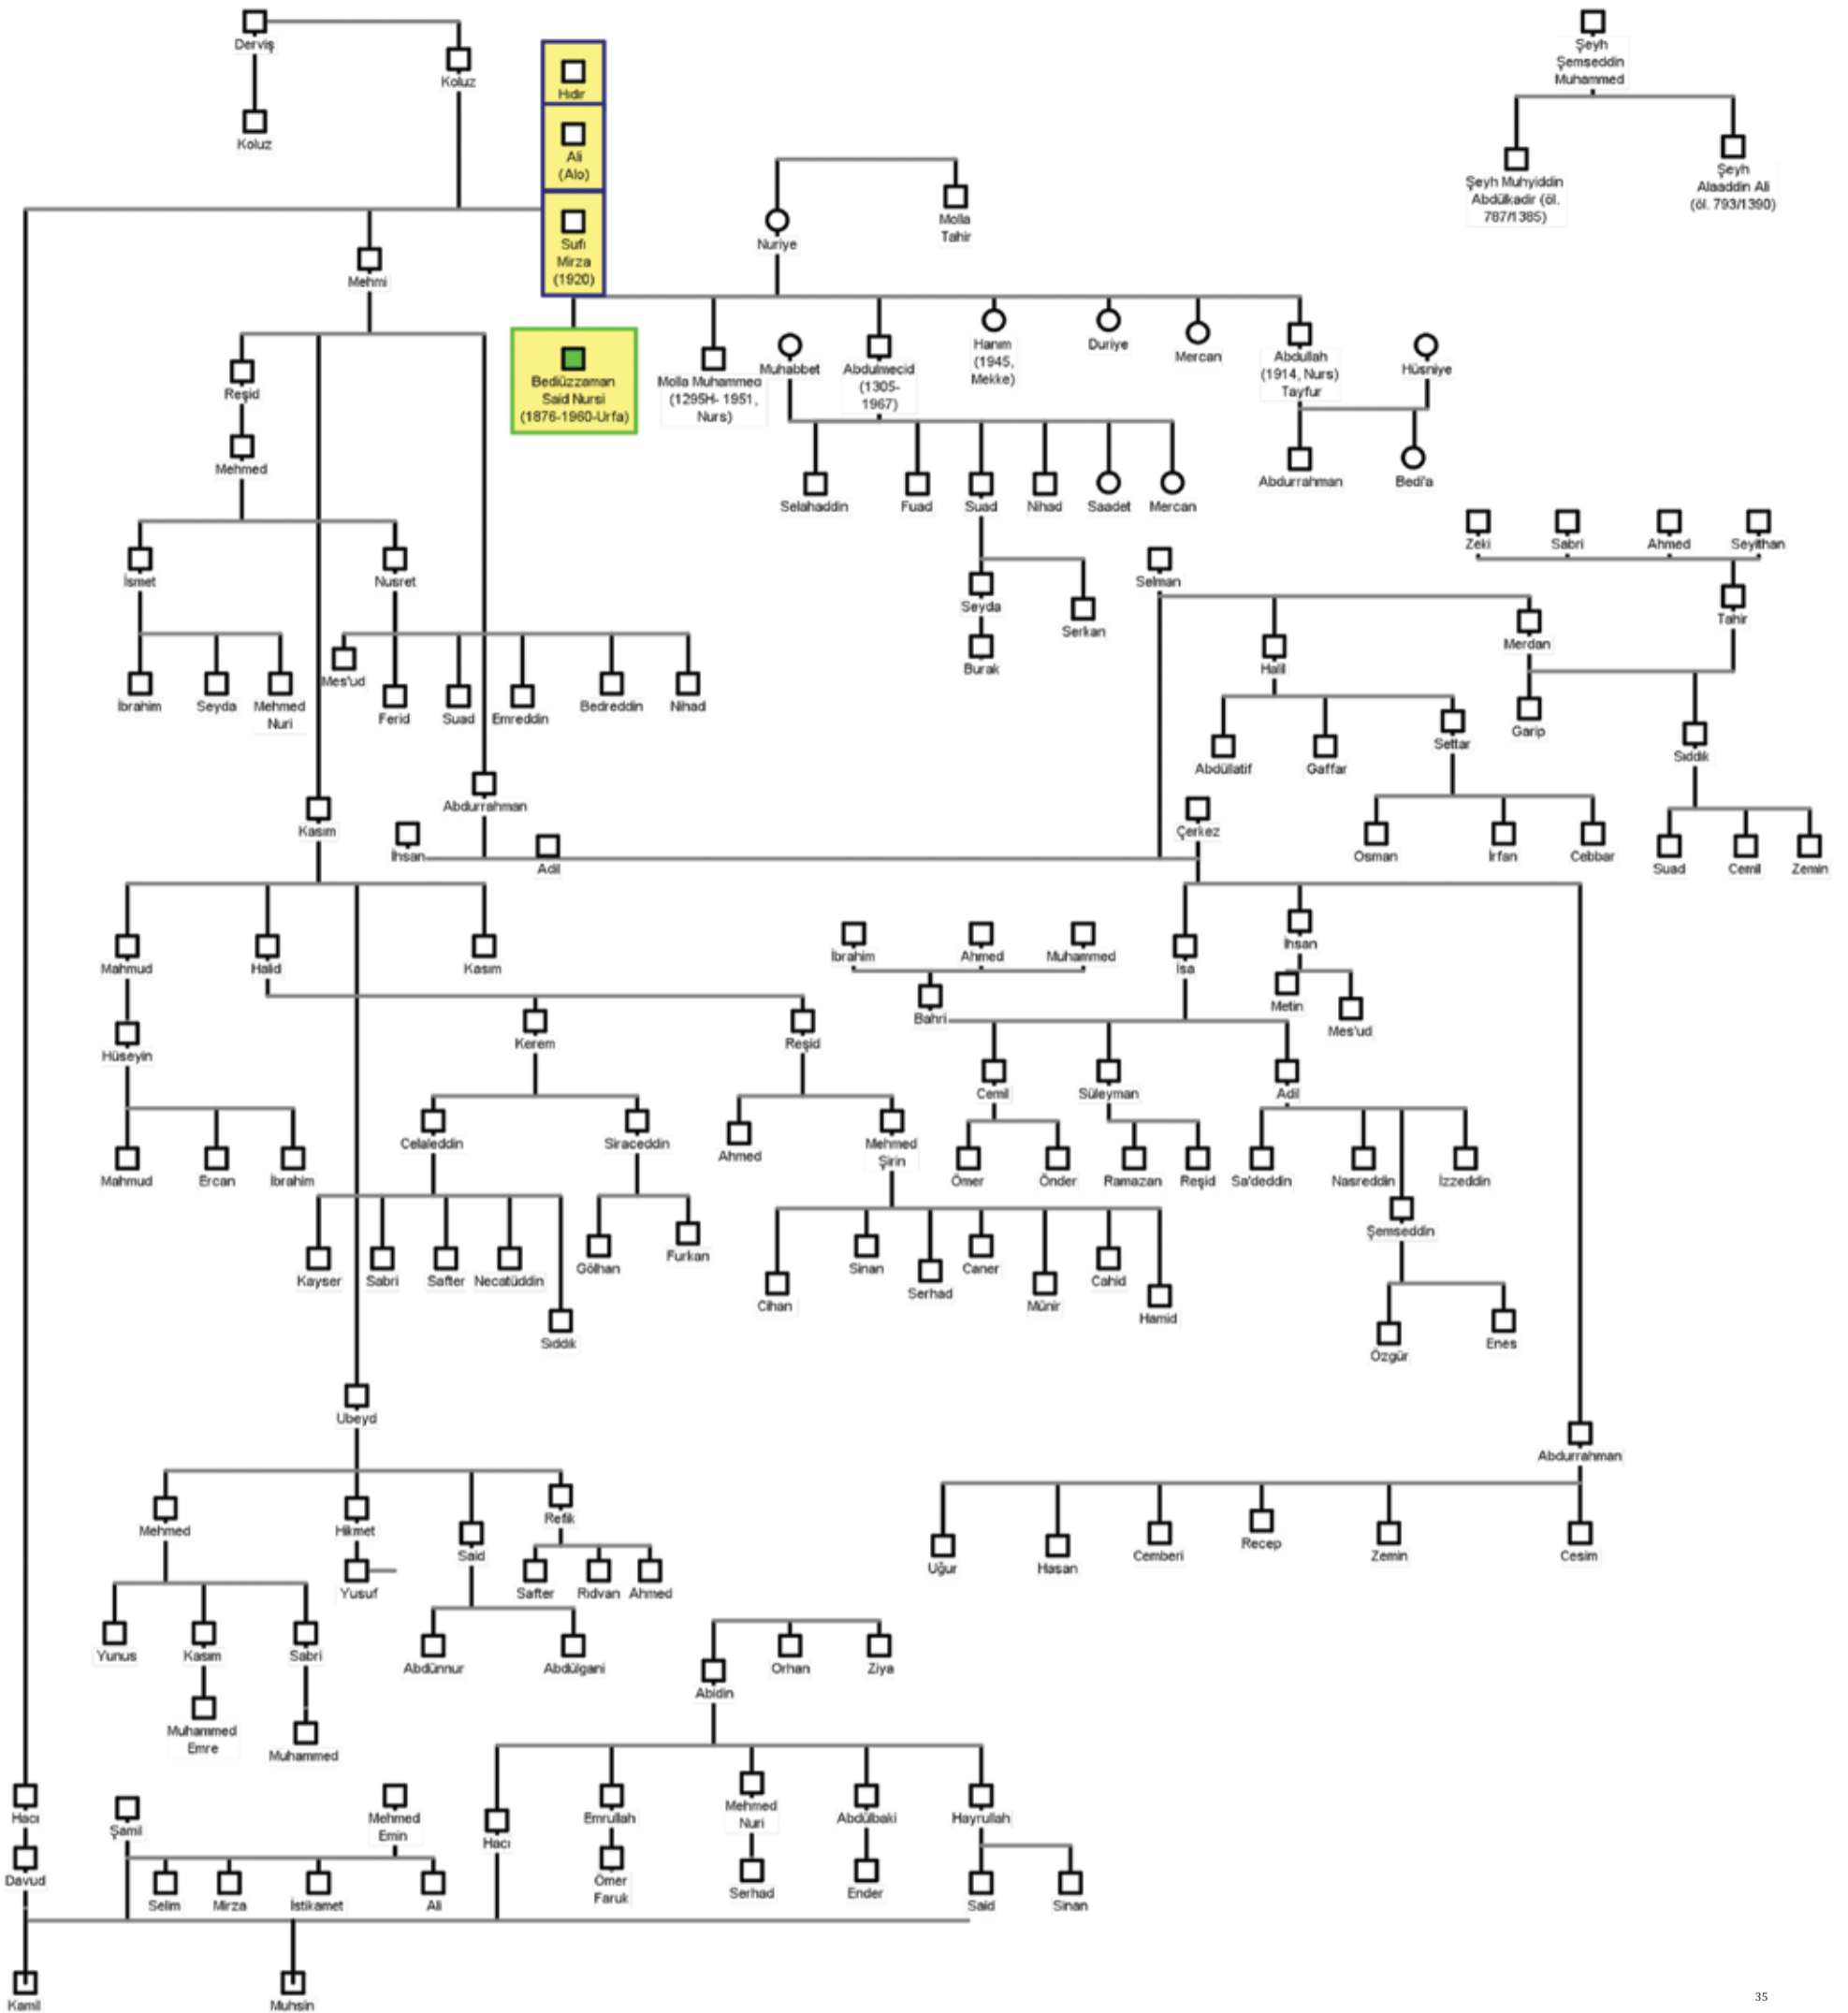 Derviş
Koluz
Koluz
Hıdır
Ali
(Alo)
Sufi
Mirza
(1920)
Şeyh
Şemseddin
Muhammed
Şeyh Muhyiddin
Abdülkadir (öl.
787/1385)
Şeyh
Alaaddin Ali
(öl. 793/1390)
Nuriye
Molla
Tahir
Mehmi
Bediüzzaman
Said Nursi
(1876-1960-Urfa)
Molla Muhammed
(1295H- 1951,
Nurs)
Muhabbet
Abdulmecid
(1305-
1967)
Hanım
(1945,
Mekke)
Duriye
Mercan
Abdullah
(1914, Nurs)
Tayfur
Hüsniye
Reşid
Mehmed
Selahaddin
Fuad
Suad
Nihad
Saadet
Mercan
Abdurrahman
Bedi'a
İsmet
Nusret
Seyda
Serkan
Burak
Selman
Zeki
Sabri
Ahmed
Seyithan
Tahir
Halil
Merdan
İbrahim
Seyda
Mehmed
Nuri
Mes'ud
Ferid
Suad
Emreddin
Bedreddin
Nihad
Abdüllatif
Gaffar
Settar
Garip
Sıddık
Kasım
Abdurrahman
İhsan
Adil
Çerkez
Osman
İrfan
Cebbar
Suad
Cemil
Zemin
Mahmud
Halid
Kasım
İbrahim
Ahmed
Muhammed
İsa
İhsan
Bahri
Metin
Mes'ud
Hüseyin
Kerem
Reşid
Cemil
Süleyman
Adil
Mahmud
Ercan
İbrahim
Celaleddin
Siraceddin
Ahmed
Mehmed
Şirin
Ömer
Önder
Ramazan
Reşid
Sa'deddin
Nasreddin
İzzeddin
Şemseddin
Kayser
Sabri
Safter
Necatüddin
Sıddık
Gölhan
Furkan
Cihan
Sinan
Serhad
Caner
Münir
Cahid
Hamid
Özgür
Enes
Ubeyd
Abdurrahman
Mehmed
Hikmet
Said
Refik
Yusuf
Safter
Rıdvan
Ahmed
Uğur
Hasan
Cemberi
Recep
Zemin
Cesim
Yunus
Kasım
Sabri
Abdünnur
Abdülgani
Muhammed
Emre
Muhammed
Abidin
Orhan
Ziya
Hacı
Şamil
Mehmed
Emin
Hacı
Emrullah
Mehmed
Nuri
Abdülbaki
Hayrullah
Davud
Selim
Mirza
İstikamet
Ali
Ömer
Faruk
Serhad
Ender
Said
Sinan
Kamil
Muhsin
35